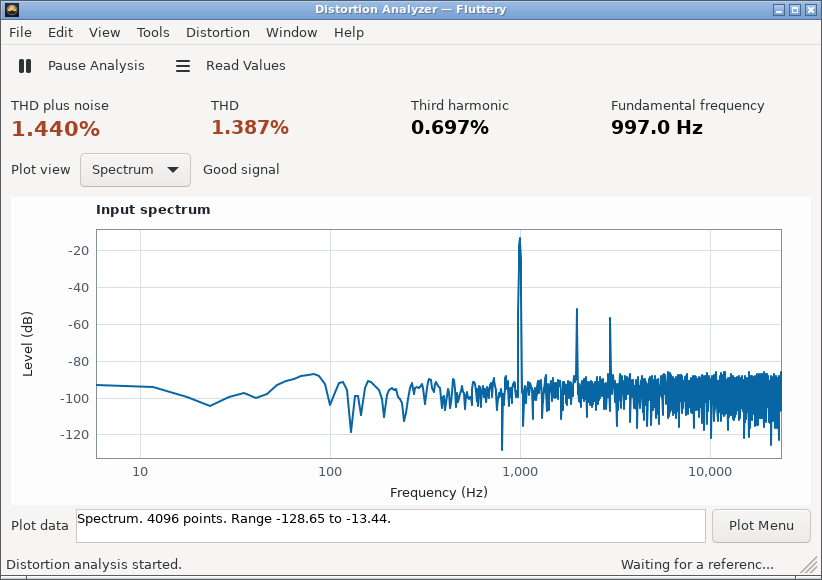 Distortion Analyzer — Fluttery
File Edit View Tools Distortion Window Help
Pause Analysis Read Values
THD plus noise THD Third harmonic Fundamental frequency
1.440% 1.387% 0.697% 997.0 Hz
Plot view Spectrum Good signal
Input spectrum
-20
-40
-60
-80
-100
-120
Level (dB)
10 100 1,000 10,000
Frequency (Hz)
Plot data Spectrum. 4096 points. Range -128.65 to -13.44. Plot Menu
Distortion analysis started. Waiting for a referenc...